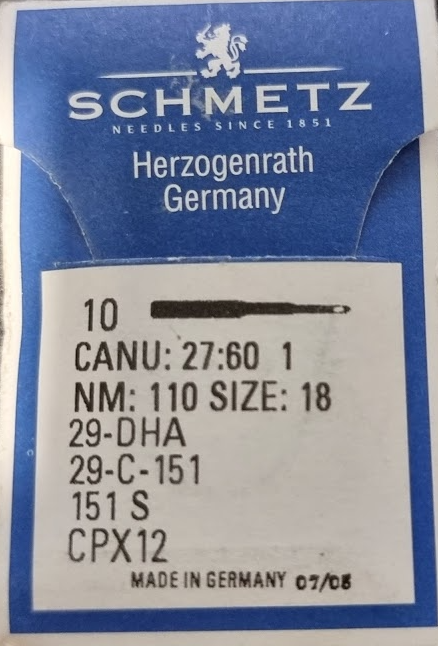 SCHMETZ
NEEDLES SINCE 1851
Herzogenrath
Germany
10
CANU: 27:60 1
NM: 110 SIZE: 18
29-DHA
29-C-151
151 S
CPX12
MADE IN GERMANY 07/08